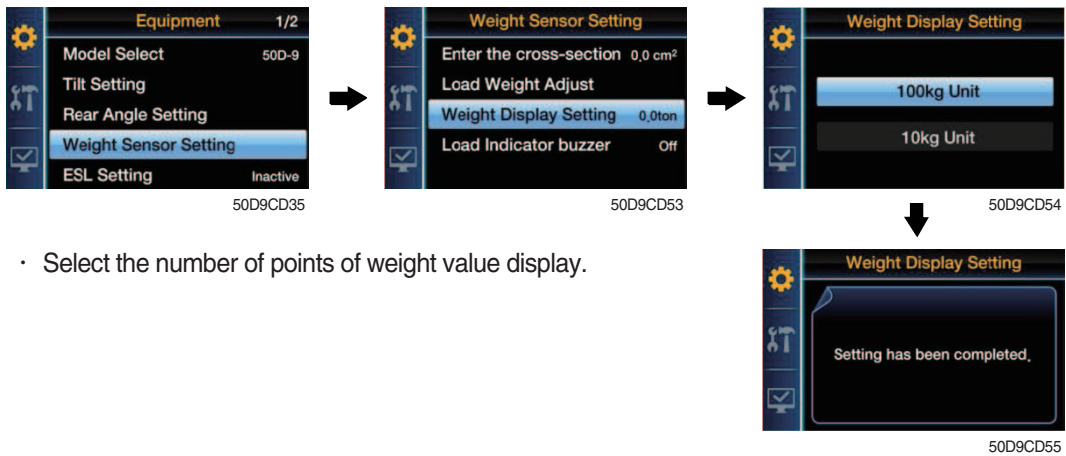 Equipment 1/2
Model Select 50D-9
Tilt Setting
Rear Angle Setting
Weight Sensor Setting
ESL Setting Inactive
50D9CD35
Weight Sensor Setting
Enter the cross-section 0.0 cm²
Load Weight Adjust
Weight Display Setting 0.0ton
Load Indicator buzzer Off
50D9CD53
Weight Display Setting
100kg Unit
10kg Unit
50D9CD54
· Select the number of points of weight value display.
Weight Display Setting
Setting has been completed.
50D9CD55